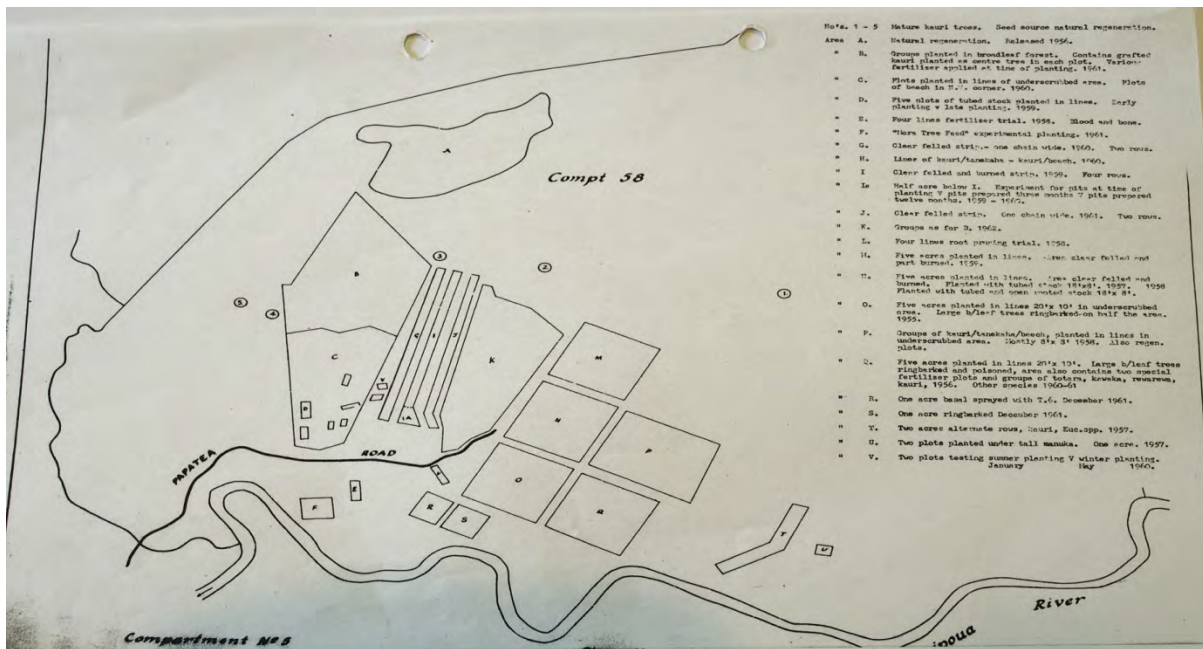 No's. 1 - 5 Mature kauri trees. Seed source natural regeneration.
Area A. Natural regeneration. Released 1956.
" B. Groups planted in broadleaf forest. Contains grafted
kauri planted as centre tree in each plot. Various
fertilizer applied at time of planting. 1961.
" C. Plots planted in lines of underscrubbed area. Plots
of beech in N.W. corner. 1960.
" D. Five plots of tubed stock planted in lines. Early
planting v late planting. 1959.
" E. Four lines fertilizer trial. 1958. Blood and bone.
" F. "Hera Tree Feed" experimental planting. 1961.
" G. Clear felled strip.- one chain wide. 1960. Two rows.
" H. Lines of kauri/tanekaha - kauri/beech. 1960.
" I Clear felled and burned strip. 1959. Four rows.
" Half acre below I. Experiment for pits at time of
planting V pits prepared three months V pits prepared
twelve months. 1959 -
" J. Clear felled strip. One chain wide. 1961. Two rows.
" K. Groups as for B. 1962.
" L. Four lines root pruning trial. 1958.
" M. Five acres planted in lines. Area clear felled and
part burned. 1959.
" N. Five acres planted in lines. Area clear felled and
burned. Planted with tubed stock 18'x8'. 1957. 1958
Planted with tubed and open rooted stock 18'x 8'.
" O. Five acres planted in lines 20'x 10' in underscrubbed
area. Large b/leaf trees ringbarked on half the area.
1955.
" P. Groups of kauri/tanekaha/beech, planted in lines in
underscrubbed area. Mostly 8'x 8' 1958. Also regen.
plots.
" Q. Five acres planted in lines 20'x 10'. Large b/leaf trees
ringbarked and poisoned, area also contains two special
fertilizer plots and groups of totara, kawaka, rewarewa,
kauri, 1956. Other species 1960-61
" R. One acre basal sprayed with T.6. December 1961.
" S. One acre ringbarked December 1961.
" T. Two acres alternate rows, kauri, Euc.spp. 1957.
" U. Two plots planted under tall manuka. One acre. 1957.
" V. Two plots testing summer planting V winter planting.
January May 1960.
A
Compt 58
B
3
2
1
5
4
G I J
C
K
M
V
D
IA
N
P
PAPATEA ROAD
L
E
F
O
R
S
T
U
River
Compartment No 5